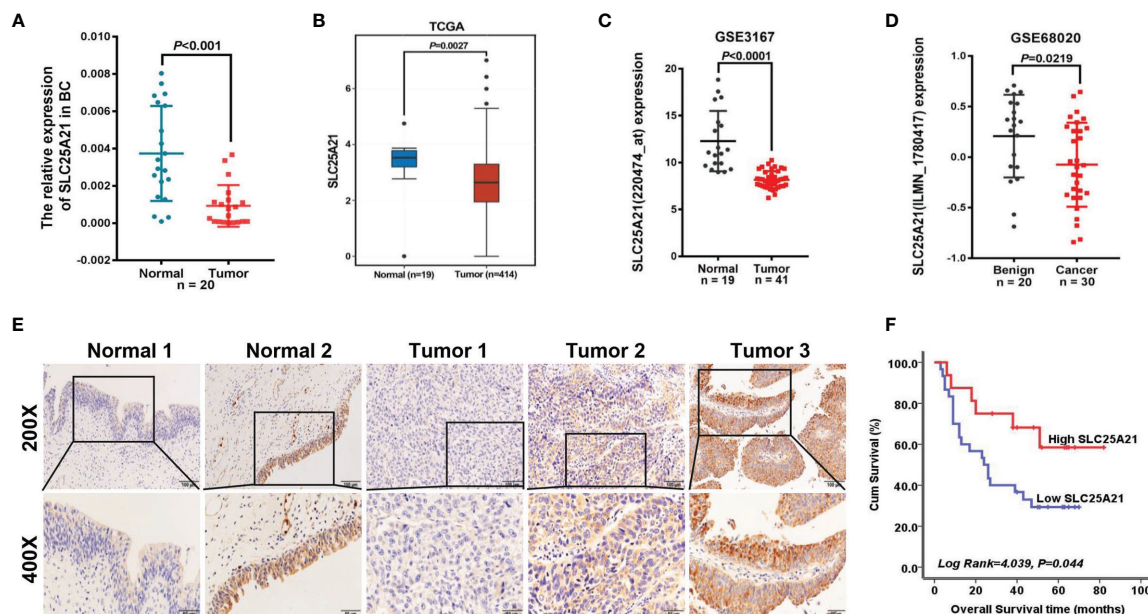 A
The relative expression
of SLC25A21 in BC
0.010
0.008
0.006
0.004
0.002
0.000
-0.002
P<0.001
Normal Tumor
n = 20
B
TCGA
P=0.0027
SLC25A21
6
4
2
0
Normal (n=19) Tumor (n=414)
C
GSE3167
P<0.0001
SLC25A21(220474_at) expression
20
15
10
5
0
Normal Tumor
n = 19 n = 41
D
GSE68020
P=0.0219
SLC25A21(ILMN_1780417) expression
1.0
0.5
0.0
-0.5
-1.0
Benign Cancer
n = 20 n = 30
E
Normal 1 Normal 2 Tumor 1 Tumor 2 Tumor 3
200X
400X
F
Cum Survival (%)
100.0
80.0
60.0
40.0
20.0
0.0
High SLC25A21
Low SLC25A21
Log Rank=4.039, P=0.044
0 20 40 60 80
Overall Survival time (months)